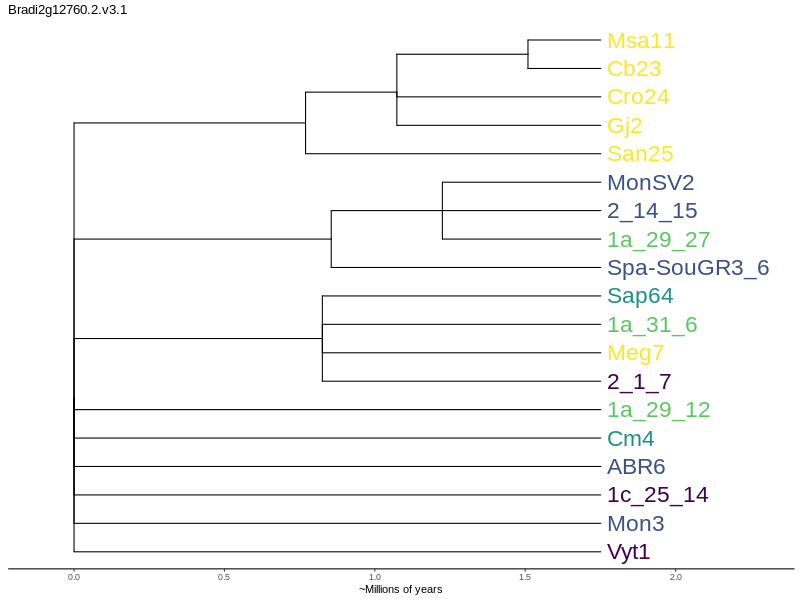 Bradi2g12760.2.v3.1
Msa11
Cb23
Cro24
Gj2
San25
MonSV2
2_14_15
1a_29_27
Spa-SouGR3_6
Sap64
1a_31_6
Meg7
2_1_7
1a_29_12
Cm4
ABR6
1c_25_14
Mon3
Vyt1
0.0 0.5 1.0 1.5 2.0
~Millions of years